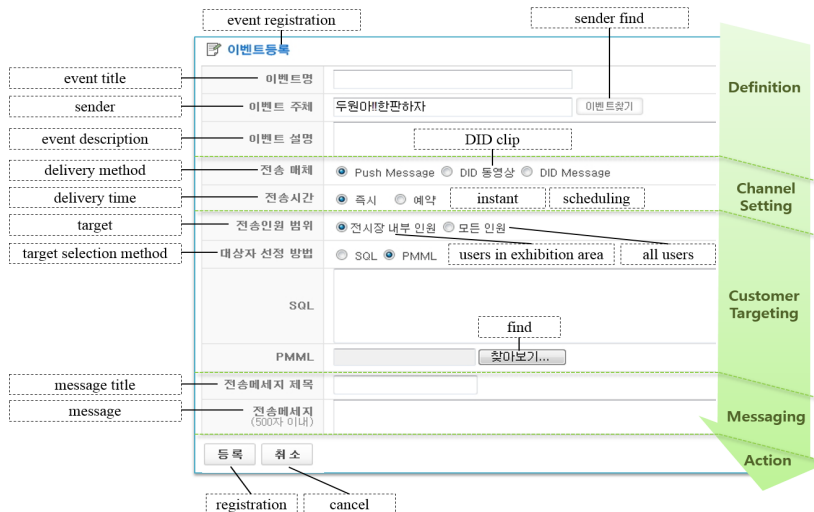 event registration
sender find
이벤트등록
event title
이벤트명
Definition
sender
이벤트 주체
두원아!!한판하자
이벤트찾기
event description
이벤트 설명
DID clip
delivery method
전송 매체
Push Message
DID 동영상
DID Message
Channel
Setting
delivery time
전송시간
즉시
예약
instant
scheduling
target
전송인원 범위
전시장 내부 인원
모든 인원
target selection method
대상자 선정 방법
SQL
PMML
users in exhibition area
all users
Customer
Targeting
SQL
find
PMML
찾아보기...
message title
전송메세지 제목
message
전송메세지
(500자 이내)
Messaging
등록
취소
Action
registration
cancel